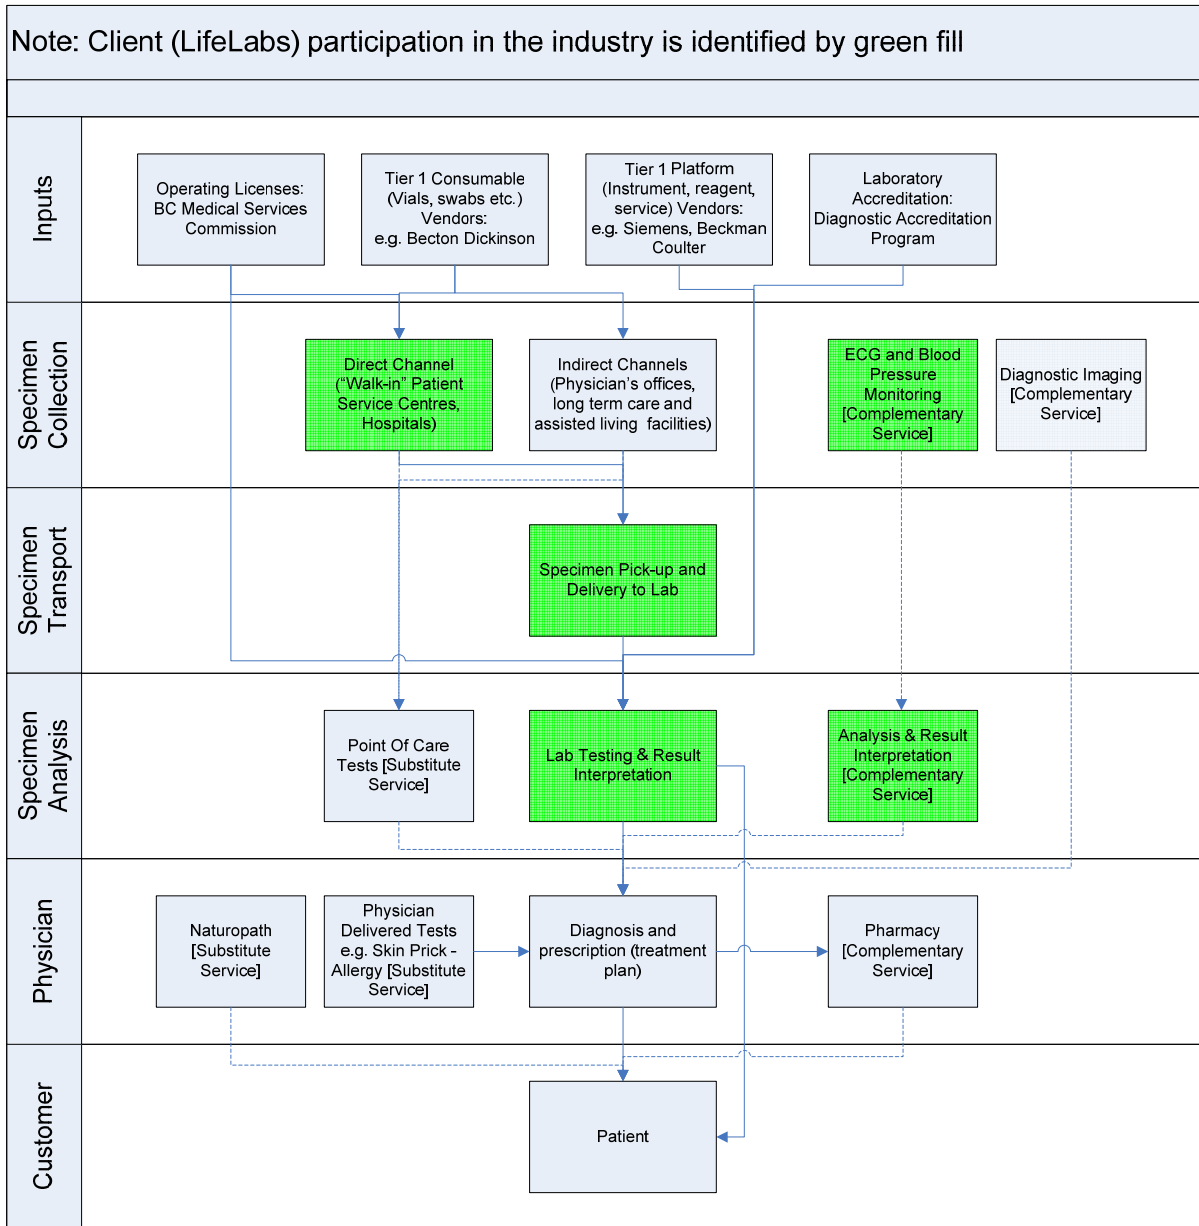 Note: Client (LifeLabs) participation in the industry is identified by green fill
Inputs
Operating Licenses:
BC Medical Services
Commission
Tier 1 Consumable
(Vials, swabs etc.)
Vendors:
e.g. Becton Dickinson
Tier 1 Platform
(Instrument, reagent,
service) Vendors:
e.g. Siemens, Beckman
Coulter
Laboratory
Accreditation:
Diagnostic Accreditation
Program
Specimen
Collection
Direct Channel
(“Walk-in” Patient
Service Centres,
Hospitals)
Indirect Channels
(Physician’s offices,
long term care and
assisted living facilities)
ECG and Blood
Pressure
Monitoring
[Complementary
Service]
Diagnostic Imaging
[Complementary
Service]
Specimen
Transport
Specimen Pick-up and
Delivery to Lab
Specimen
Analysis
Point Of Care
Tests [Substitute
Service]
Lab Testing & Result
Interpretation
Analysis & Result
Interpretation
[Complementary
Service]
Physician
Naturopath
[Substitute
Service]
Physician
Delivered Tests
e.g. Skin Prick -
Allergy [Substitute
Service]
Diagnosis and
prescription (treatment
plan)
Pharmacy
[Complementary
Service]
Customer
Patient